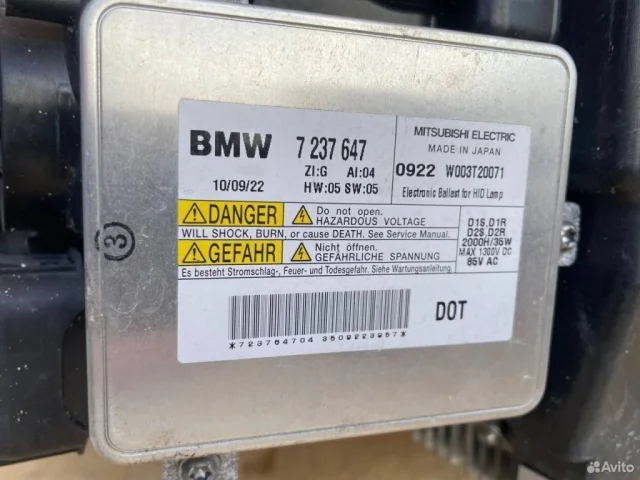 BMW 7 237 647
ZI:G AI:04
10/09/22 HW:05 SW:05
MITSUBISHI ELECTRIC
MADE IN JAPAN
0922 W003T20071
Electronic Ballast for HID Lamp
DANGER Do not open.
HAZARDOUS VOLTAGE
WILL SHOCK, BURN, or cause DEATH. See Service Manual.
GEFAHR Nicht öffnen.
GEFÄHRLICHE SPANNUNG
Es besteht Stromschlag-, Feuer- und Todesgefahr. Siehe Wartungsanleitung.
D1S,D1R
D2S,D2R
2000H/35W
MAX 1300V DC
85V AC
*723764704 3509223957*
DOT
3
Avito